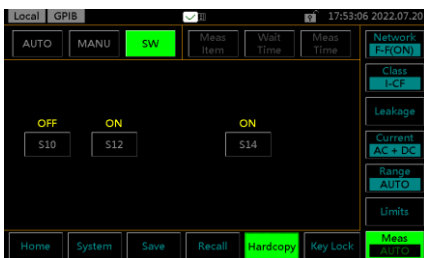 Local GPIB 17:53:06 2022.07.20
AUTO MANU SW Meas Item Wait Time Meas Time
Network
F-F(ON)
Class
I-CF
Leakage
OFF ON ON
S10 S12 S14
Current
AC + DC
Range
AUTO
Limits
Home System Save Recall Hardcopy Key Lock
Meas
AUTO